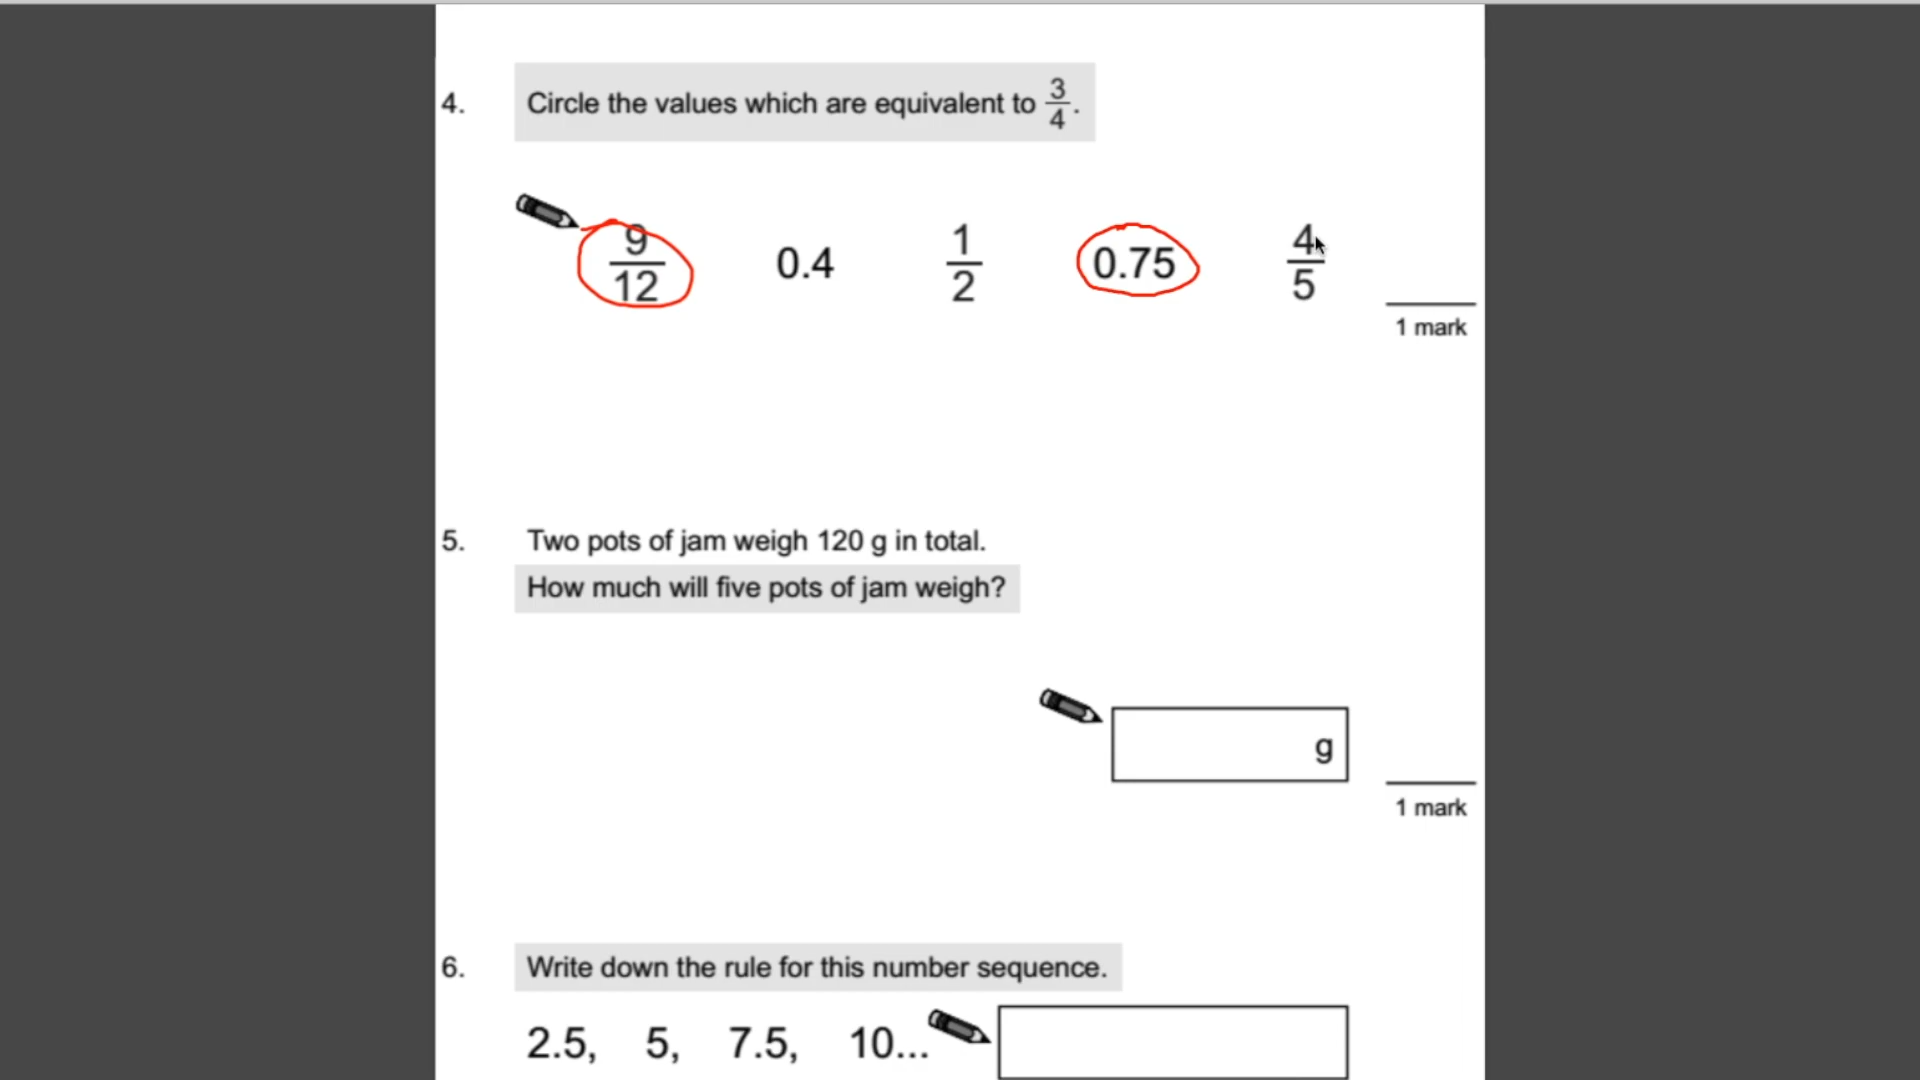 4. Circle the values which are equivalent to 3/4.
9/12 0.4 1/2 0.75 4/5
1 mark
5. Two pots of jam weigh 120 g in total.
How much will five pots of jam weigh?
g
1 mark
6. Write down the rule for this number sequence.
2.5, 5, 7.5, 10...